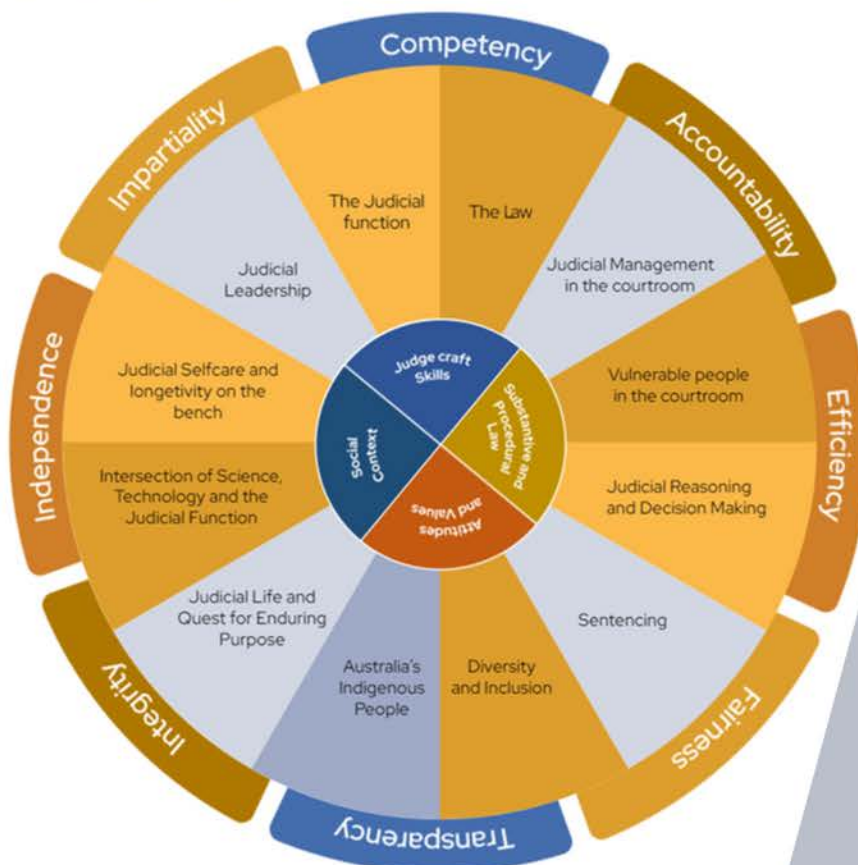 Competency
Accountability
Efficiency
Fairness
Transparency
Integrity
Independence
Impartiality
The Judicial
function
The Law
Judicial Management
in the courtroom
Vulnerable people
in the courtroom
Judicial Reasoning
and Decision Making
Sentencing
Diversity
and Inclusion
Australia's
Indigenous
People
Judicial Life and
Quest for Enduring
Purpose
Intersection of Science,
Technology and the
Judicial Function
Judicial Selfcare and
longetivity on the
bench
Judicial
Leadership
Judge craft
Skills
Substantive and
Procedural
Law
Attitudes
and Values
Social
Context